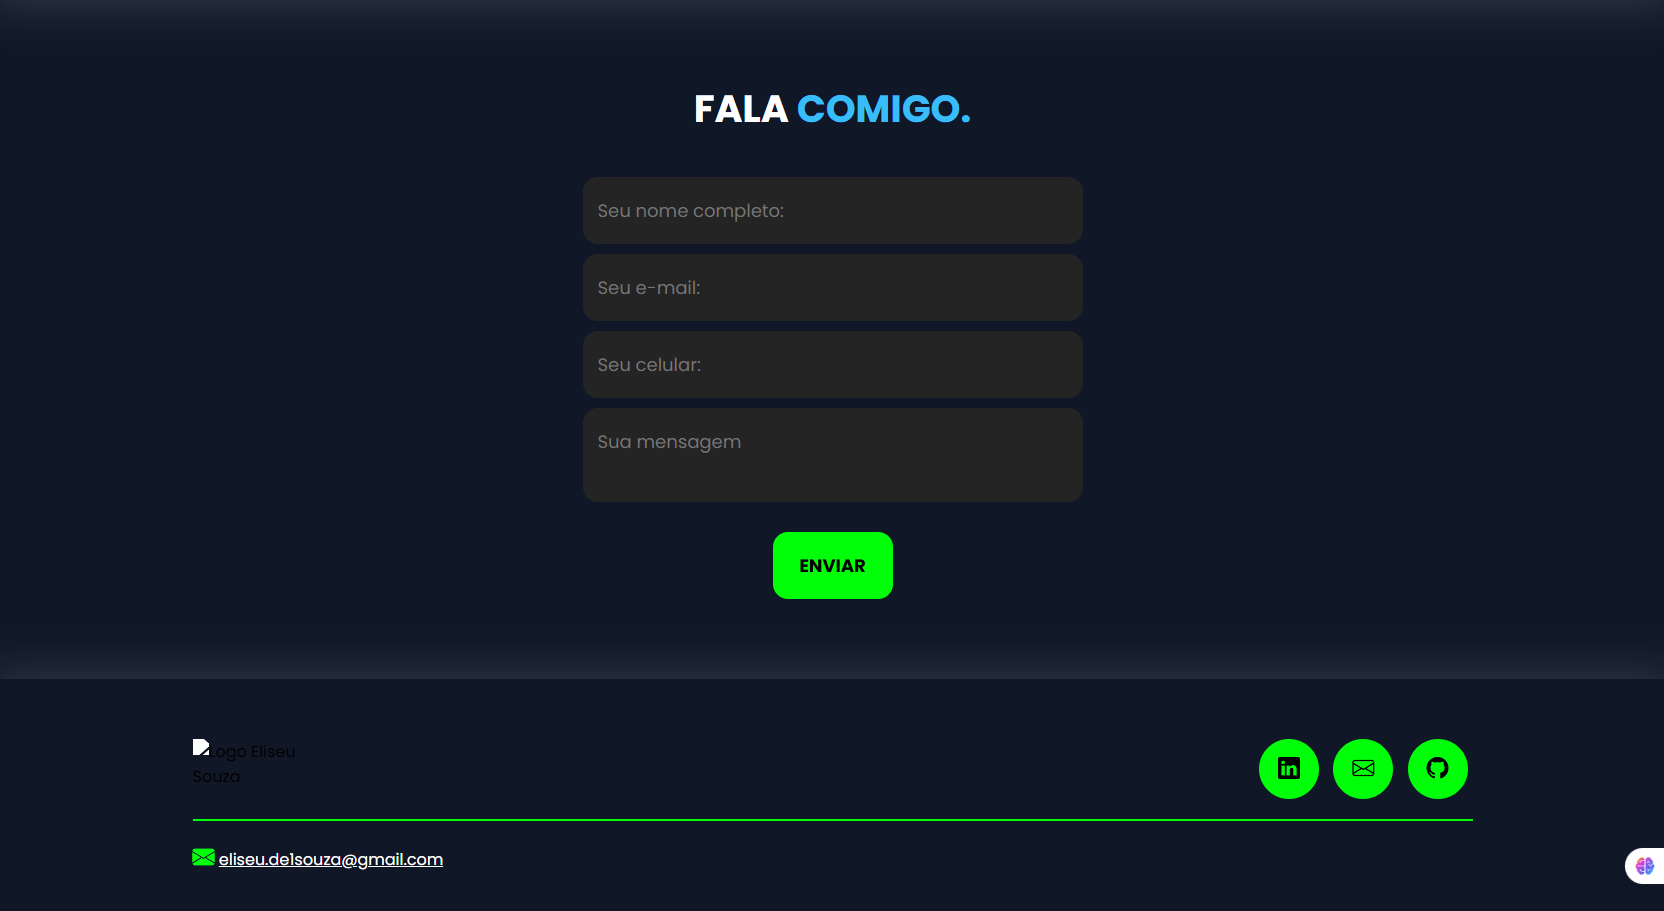 FALA COMIGO.
Seu nome completo:
Seu e-mail:
Seu celular:
Sua mensagem
ENVIAR
Logo Eliseu
Souza
eliseu.de1souza@gmail.com